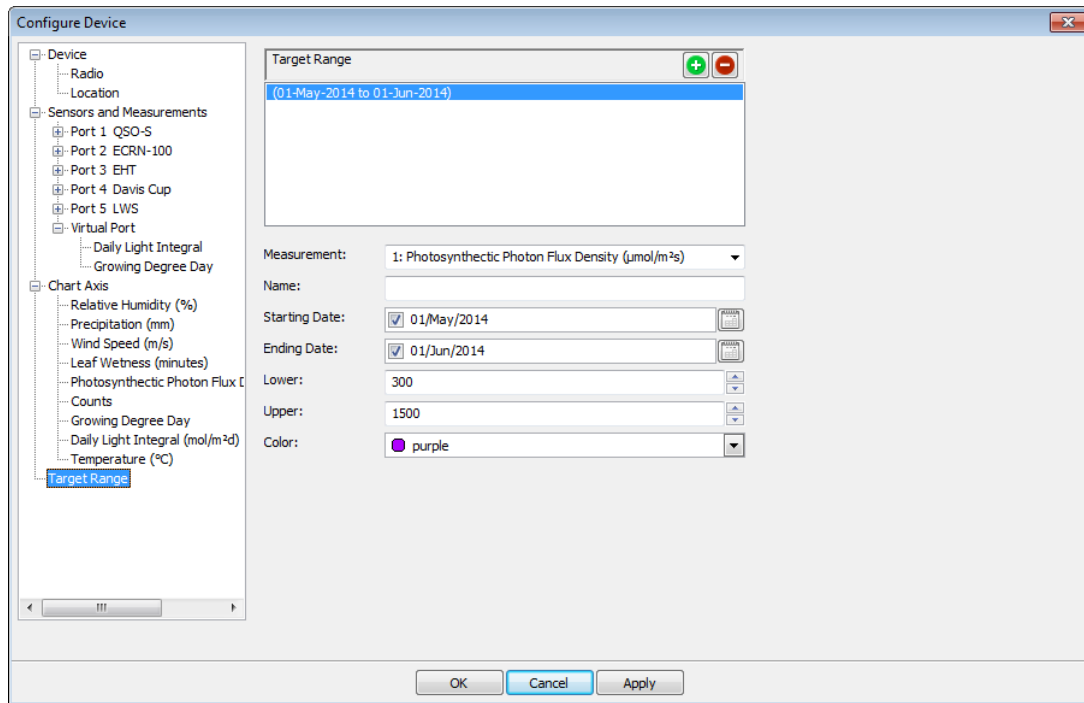 Configure Device
Device
Radio
Location
Sensors and Measurements
Port 1 QSO-S
Port 2 ECRN-100
Port 3 EHT
Port 4 Davis Cup
Port 5 LWS
Virtual Port
Daily Light Integral
Growing Degree Day
Chart Axis
Relative Humidity (%)
Precipitation (mm)
Wind Speed (m/s)
Leaf Wetness (minutes)
Photosynthectic Photon Flux D
Counts
Growing Degree Day
Daily Light Integral (mol/m²d)
Temperature (°C)
Target Range
Target Range
(01-May-2014 to 01-Jun-2014)
Measurement: 1: Photosynthectic Photon Flux Density (µmol/m²s)
Name:
Starting Date: 01/May/2014
Ending Date: 01/Jun/2014
Lower: 300
Upper: 1500
Color: purple
OK Cancel Apply